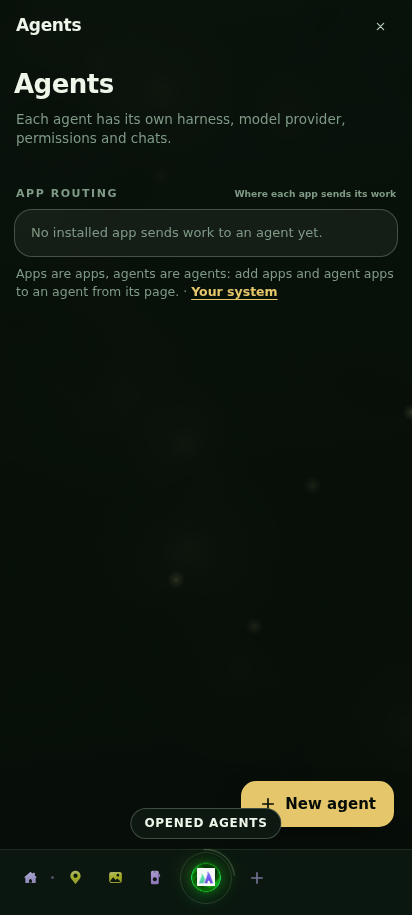 Agents
Agents
Each agent has its own harness, model provider,
permissions and chats.
APP ROUTING
Where each app sends its work
No installed app sends work to an agent yet.
Apps are apps, agents are agents: add apps and agent apps
to an agent from its page. · Your system
New agent
OPENED AGENTS